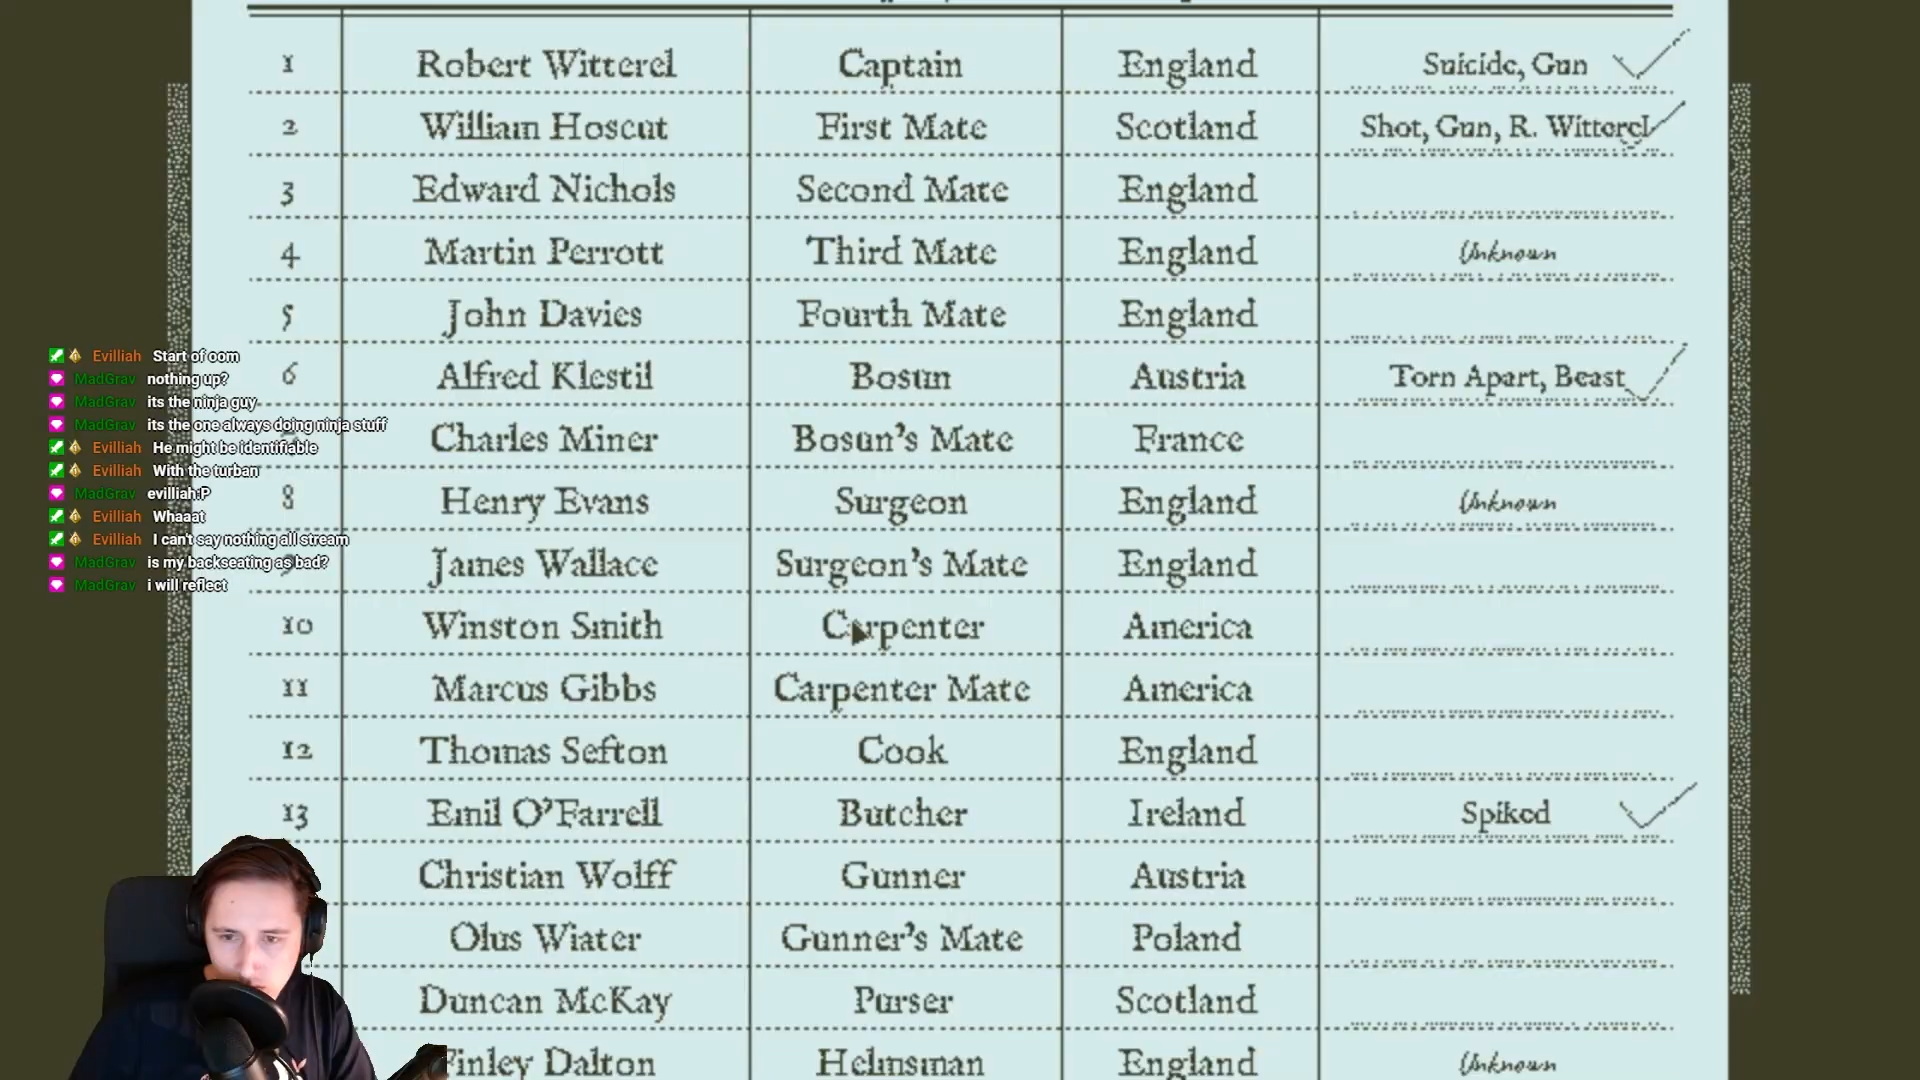 1 Robert Witterel Captain England Suicide, Gun
2 William Hoscut First Mate Scotland Shot, Gun, R. Witterel
3 Edward Nichols Second Mate England
4 Martin Perrott Third Mate England Unknown
5 John Davies Fourth Mate England
6 Alfred Klestil Bosun Austria Torn Apart, Beast
Charles Miner Bosun's Mate France
8 Henry Evans Surgeon England Unknown
James Wallace Surgeon's Mate England
10 Winston Smith Carpenter America
11 Marcus Gibbs Carpenter Mate America
12 Thomas Sefton Cook England
13 Emil O'Farrell Butcher Ireland Spiked
Christian Wolff Gunner Austria
Olus Wiater Gunner's Mate Poland
Duncan McKay Purser Scotland
Finley Dalton Helmsman England Unknown
Evilliah Start of oom
MadGrav nothing up?
MadGrav its the ninja guy
MadGrav its the one always doing ninja stuff
Evilliah He might be identifiable
Evilliah With the turban
MadGrav evilliah:P
Evilliah Whaaat
Evilliah I can't say nothing all stream
MadGrav is my backseating as bad?
MadGrav i will reflect